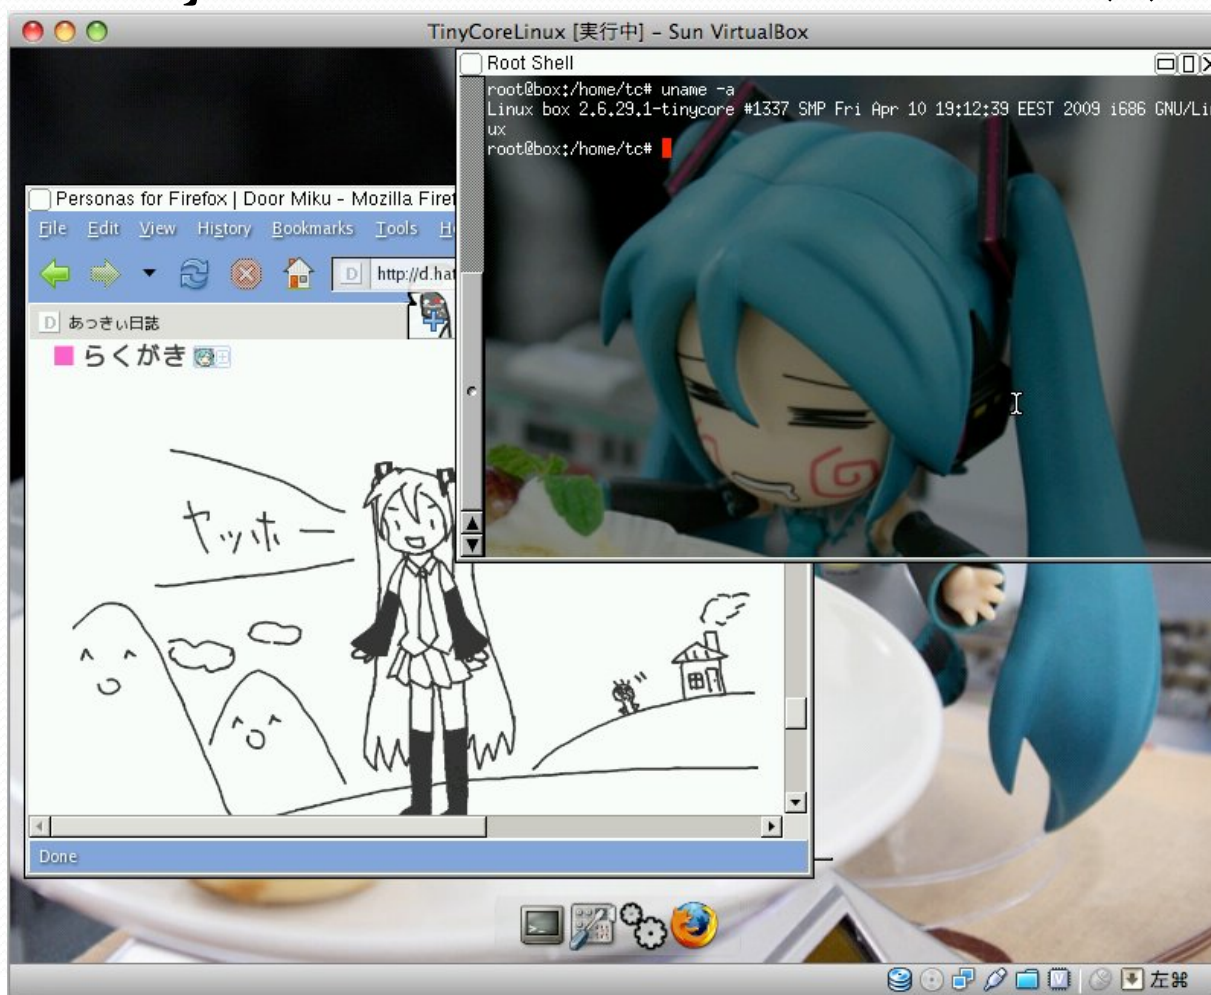 TinyCoreLinux [実行中] – Sun VirtualBox
Root Shell
root@box:/home/tc# uname -a
Linux box 2.6.29.1-tinycore #1337 SMP Fri Apr 10 19:12:39 EEST 2009 i686 GNU/Lin
ux
root@box:/home/tc#
Personas for Firefox | Door Miku - Mozilla Firef
File Edit View History Bookmarks Tools
D http://d.hat
D あっきぃ日誌
らくがき
ヤッホー
Done
左⌘